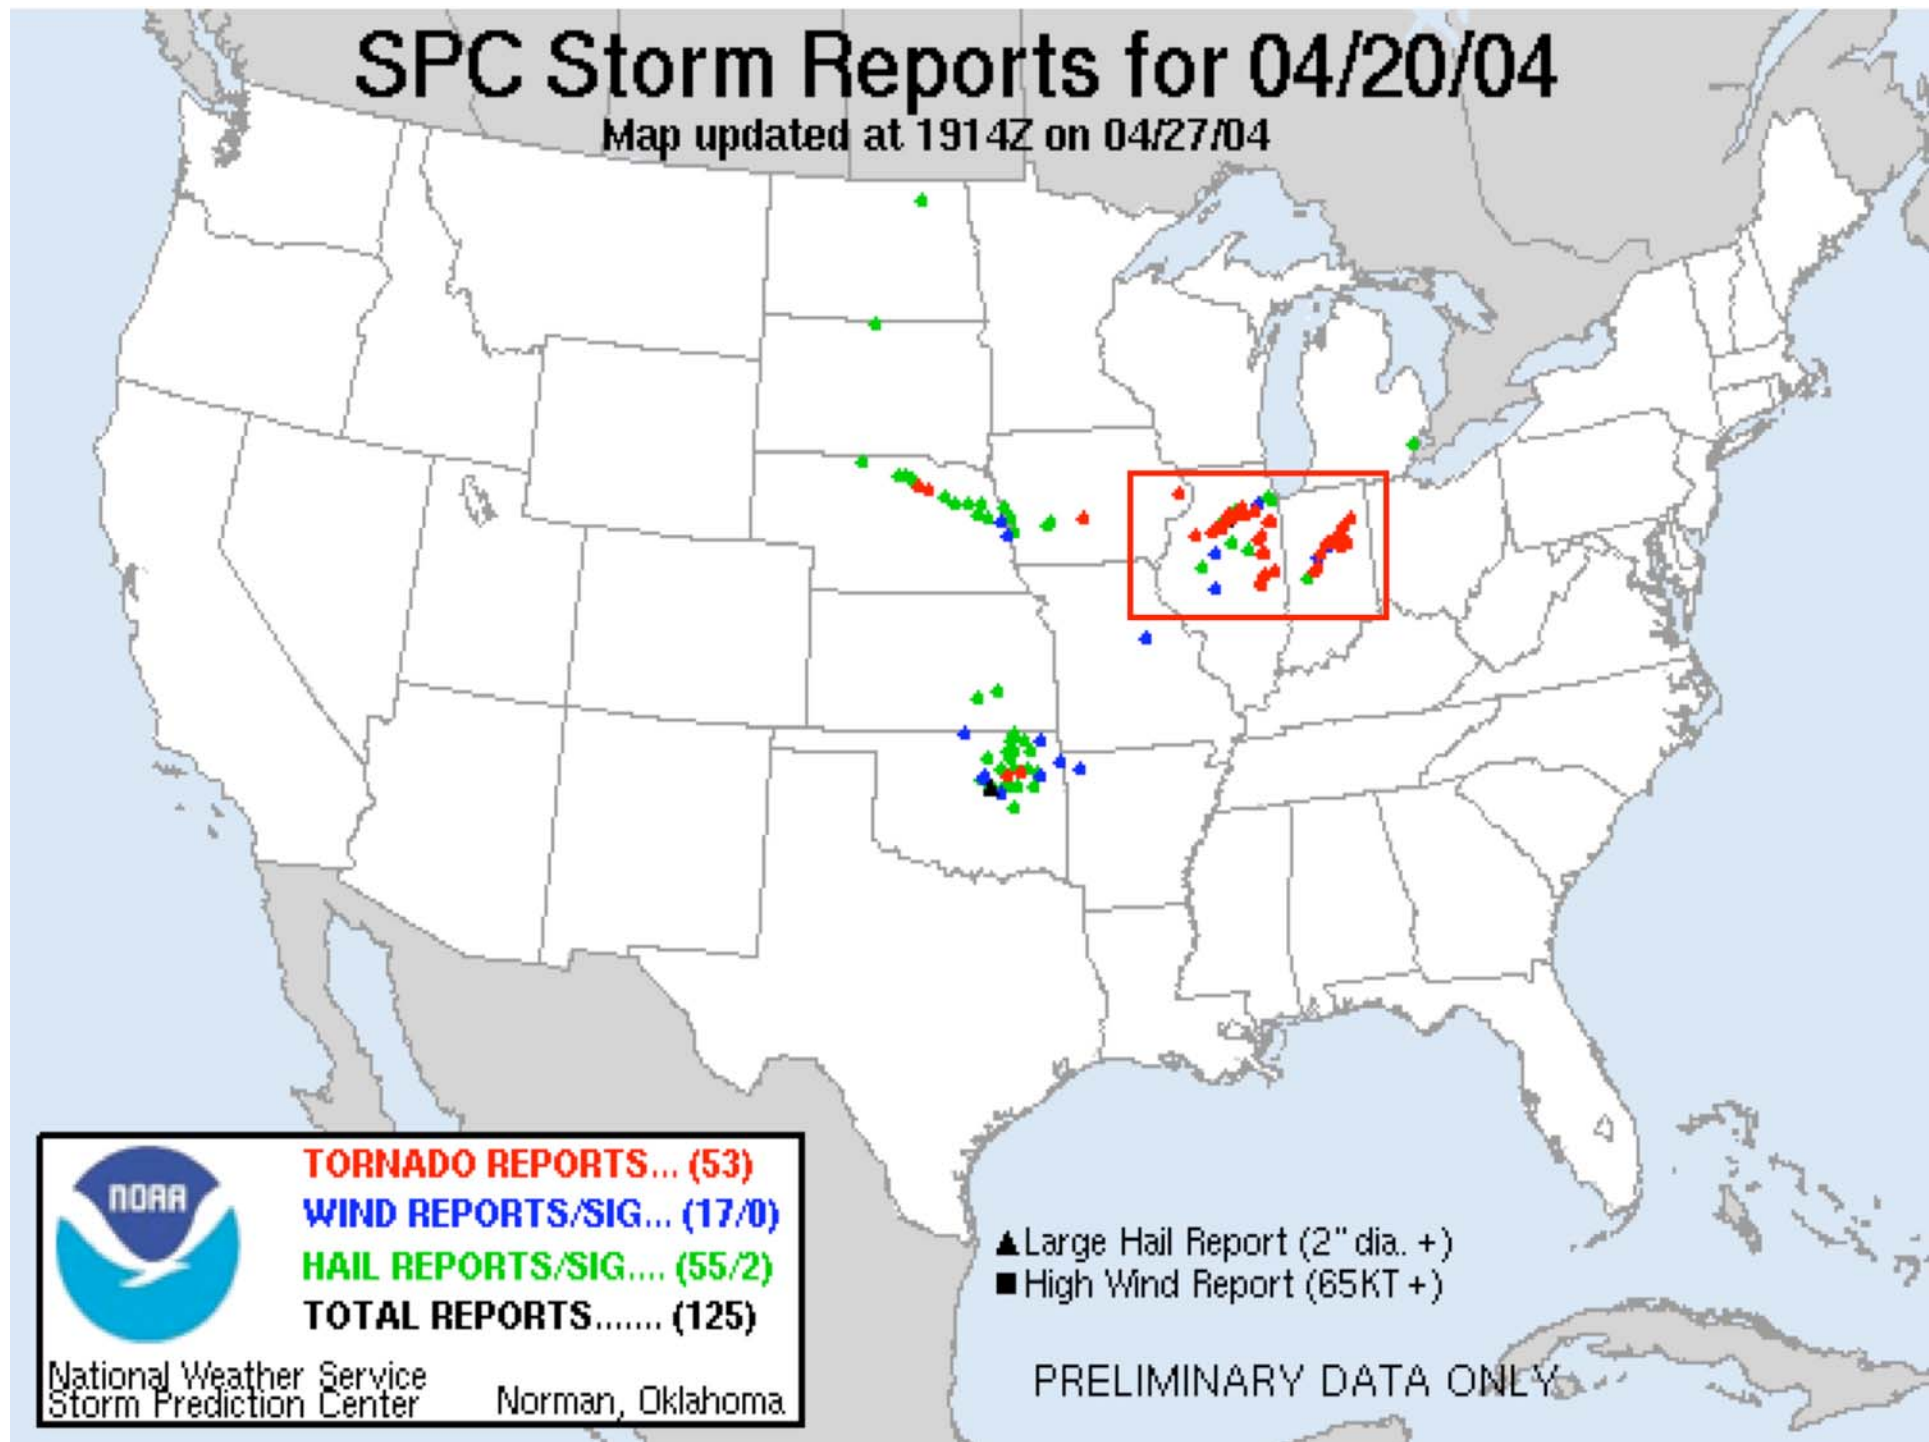 SPC Storm Reports for 04/20/04
Map updated at 1914Z on 04/27/04
NOAA
TORNADO REPORTS... (53)
WIND REPORTS/SIG... (17/0)
HAIL REPORTS/SIG.... (55/2)
TOTAL REPORTS....... (125)
National Weather Service
Storm Prediction Center Norman, Oklahoma
▲Large Hail Report (2" dia. +)
■High Wind Report (65KT +)
PRELIMINARY DATA ONLY